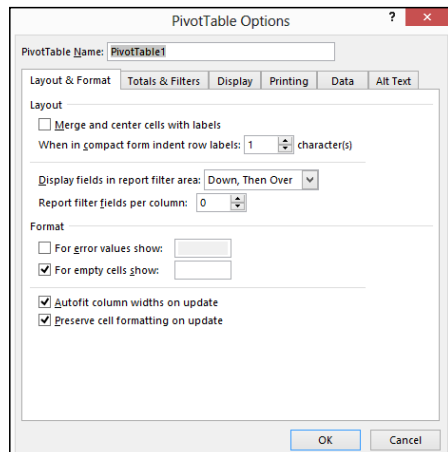 PivotTable Options ? ×
PivotTable Name: PivotTable1
Layout & Format Totals & Filters Display Printing Data Alt Text
Layout
Merge and center cells with labels
When in compact form indent row labels: 1 character(s)
Display fields in report filter area: Down, Then Over
Report filter fields per column: 0
Format
For error values show:
For empty cells show:
Autofit column widths on update
Preserve cell formatting on update
OK Cancel